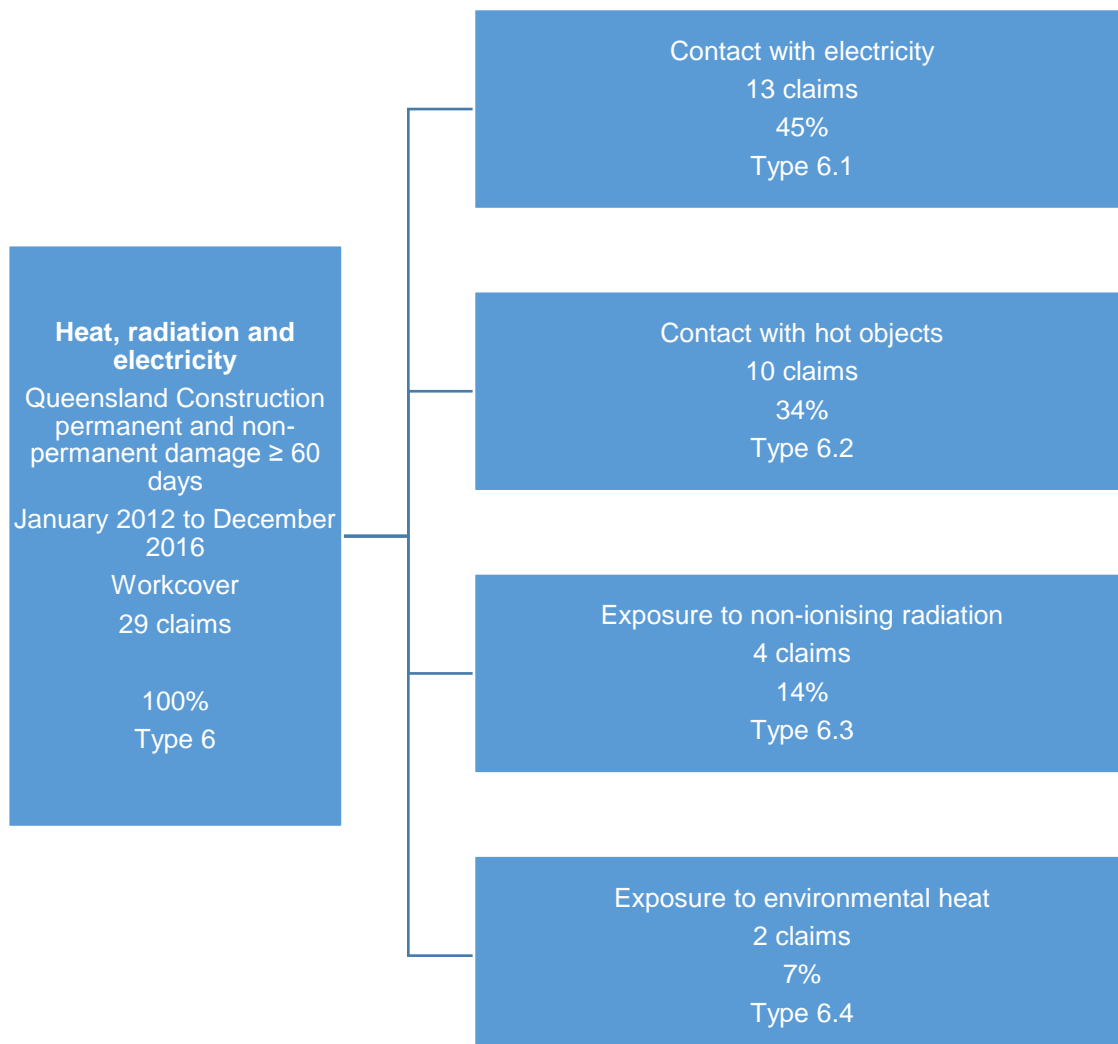 Heat, radiation and
electricity
Queensland Construction
permanent and non-
permanent damage ≥ 60
days
January 2012 to December
2016
Workcover
29 claims
100%
Type 6
Contact with electricity
13 claims
45%
Type 6.1
Contact with hot objects
10 claims
34%
Type 6.2
Exposure to non-ionising radiation
4 claims
14%
Type 6.3
Exposure to environmental heat
2 claims
7%
Type 6.4